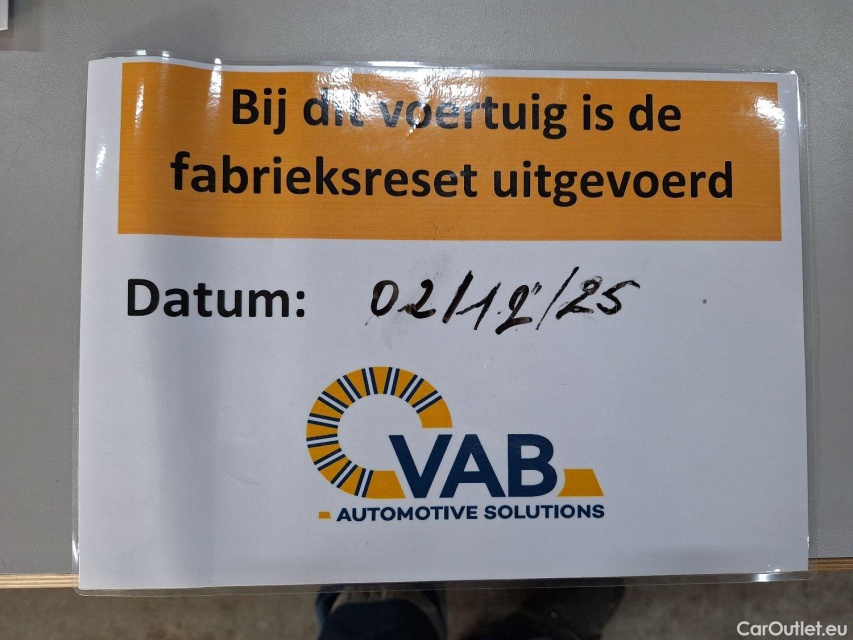 Bij dit voertuig is de
fabrieksreset uitgevoerd
Datum: 02/12/25
VAB
AUTOMOTIVE SOLUTIONS
CarOutlet.eu